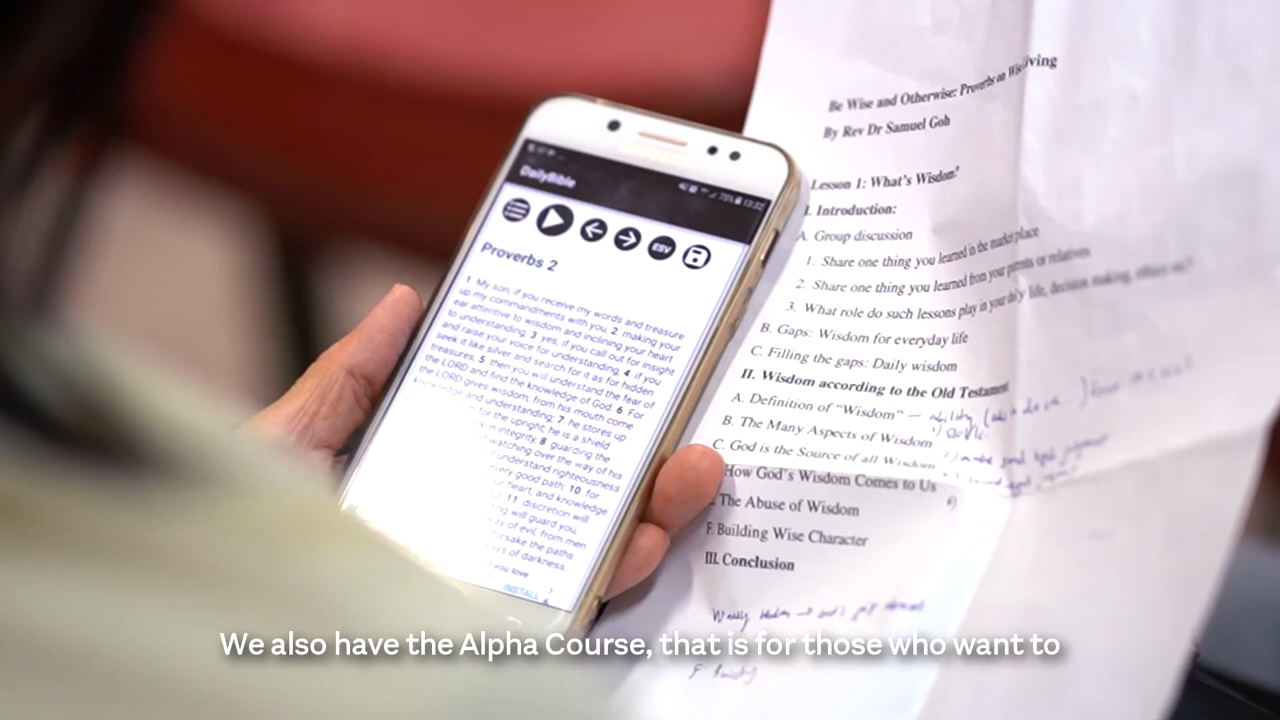 DailyBible
75% 13:32
ESV
Proverbs 2
1 My son, if you receive my words and treasure
up my commandments with you, 2 making your
ear attentive to wisdom and inclining your heart
to understanding; 3 yes, if you call out for insight
and raise your voice for understanding, 4 if you
seek it like silver and search for it as for hidden
treasures, 5 then you will understand the fear of
the LORD and find the knowledge of God. 6 For
the LORD gives wisdom; from his mouth come
knowledge and understanding; 7 he stores up
for the upright; he is a shield
in integrity, 8 guarding the
watching over the way of his
understand righteousness
every good path; 10 for
heart, and knowledge
11 discretion will
will guard you,
of evil, from men
forsake the paths
of darkness,
you love
INSTALL
Be Wise and Otherwise: Proverbs on Wise Living
By Rev Dr Samuel Goh
Lesson 1: What's Wisdom?
I. Introduction:
A. Group discussion
1. Share one thing you learned in the market place
2. Share one thing you learned from your parents or relatives
3. What role do such lessons play in your daily life, decision making,
B. Gaps: Wisdom for everyday life
C. Filling the gaps: Daily wisdom
II. Wisdom according to the Old Testament
A. Definition of “Wisdom” —
B. The Many Aspects of Wisdom
C. God is the Source of all Wisdom
How God's Wisdom Comes to Us
The Abuse of Wisdom
F. Building Wise Character
III. Conclusion
We also have the Alpha Course, that is for those who want to